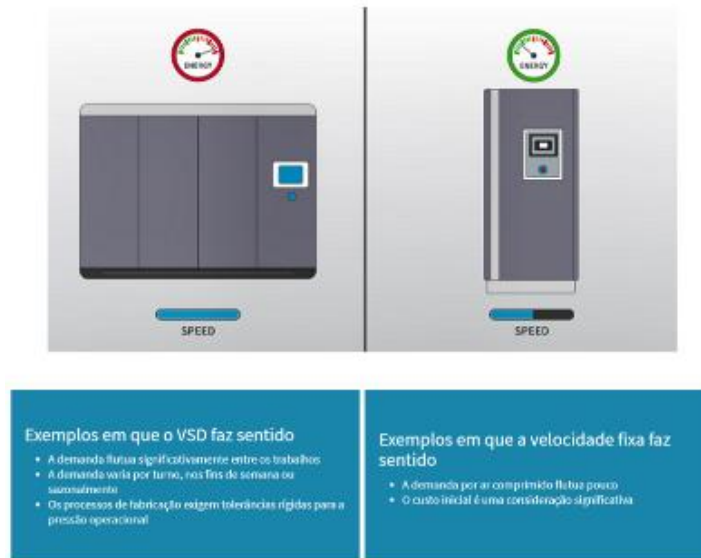 ENERGY
ENERGY
SPEED
SPEED
Exemplos em que o VSD faz sentido
• A demanda flutua significativamente entre os trabalhos
• A demanda varia por turno, nos fins de semana ou
sazonalmente
• Os processos de fabricação exigem tolerâncias rígidas para a
pressão operacional
Exemplos em que a velocidade fixa faz
sentido
• A demanda por ar comprimido flutua pouco
• O custo inicial é uma consideração significativa